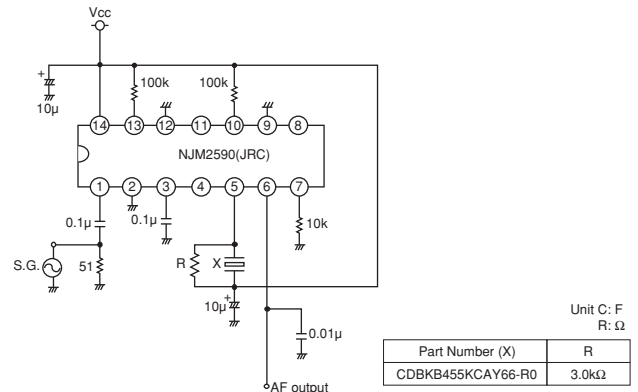 Vcc
+
10μ
100k
100k
14
13
12
11
10
9
8
NJM2590(JRC)
1
2
3
4
5
6
7
0.1μ
0.1μ
10k
S.G.
51
R
X
10μ
+
0.01μ
AF output
Unit C: F
R: Ω
Part Number (X) R
CDBKB455KCAY66-R0 3.0kΩ